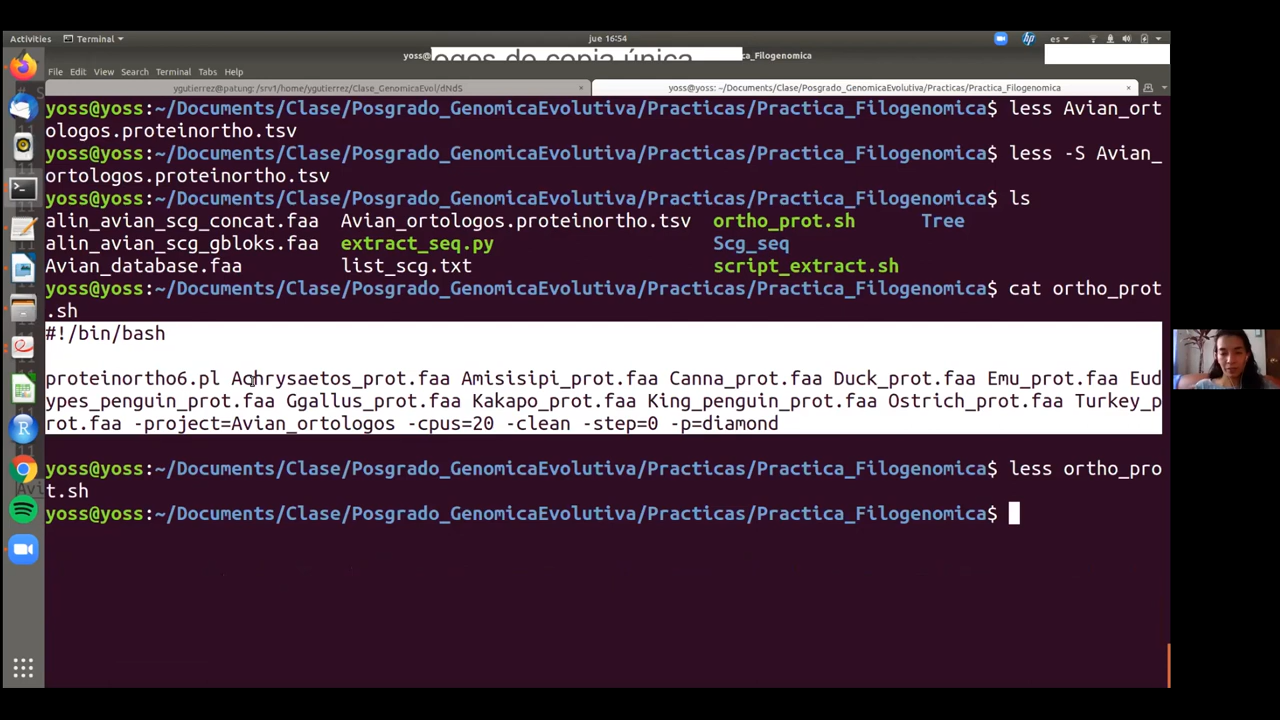 Activities Terminal jue 16:54 es
yoss@ ogos de copia única ca_Filogenomica
File Edit View Search Terminal Tabs Help
ygutierrez@patung: /srv1/home/ygutierrez/Clase_GenomicaEvol/dNdS × yoss@yoss: ~/Documents/Clase/Posgrado_GenomicaEvolutiva/Practicas/Practica_Filogenomica ×
yoss@yoss:~/Documents/Clase/Posgrado_GenomicaEvolutiva/Practicas/Practica_Filogenomica$ less Avian_ort
ologos.proteinortho.tsv
yoss@yoss:~/Documents/Clase/Posgrado_GenomicaEvolutiva/Practicas/Practica_Filogenomica$ less -S Avian_
ortologos.proteinortho.tsv
yoss@yoss:~/Documents/Clase/Posgrado_GenomicaEvolutiva/Practicas/Practica_Filogenomica$ ls
alin_avian_scg_concat.faa Avian_ortologos.proteinortho.tsv ortho_prot.sh Tree
alin_avian_scg_gbloks.faa extract_seq.py Scg_seq
Avian_database.faa list_scg.txt script_extract.sh
yoss@yoss:~/Documents/Clase/Posgrado_GenomicaEvolutiva/Practicas/Practica_Filogenomica$ cat ortho_prot
.sh
#!/bin/bash
proteinortho6.pl Achrysaetos_prot.faa Amisisipi_prot.faa Canna_prot.faa Duck_prot.faa Emu_prot.faa Eud
ypes_penguin_prot.faa Ggallus_prot.faa Kakapo_prot.faa King_penguin_prot.faa Ostrich_prot.faa Turkey_p
rot.faa -project=Avian_ortologos -cpus=20 -clean -step=0 -p=diamond
yoss@yoss:~/Documents/Clase/Posgrado_GenomicaEvolutiva/Practicas/Practica_Filogenomica$ less ortho_pro
t.sh
yoss@yoss:~/Documents/Clase/Posgrado_GenomicaEvolutiva/Practicas/Practica_Filogenomica$